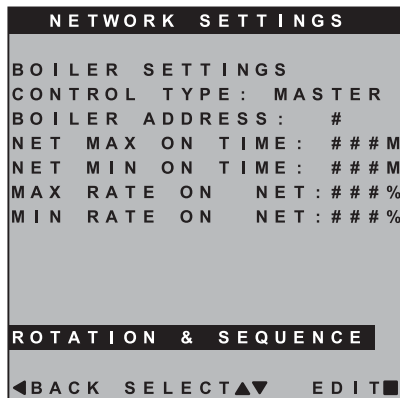 NETWORK SETTINGS
BOILER SETTINGS
CONTROL TYPE: MASTER
BOILER ADDRESS: #
NET MAX ON TIME: ###M
NET MIN ON TIME: ###M
MAX RATE ON NET:###%
MIN RATE ON NET:###%
ROTATION & SEQUENCE
◀BACK SELECT▲▼ EDIT■